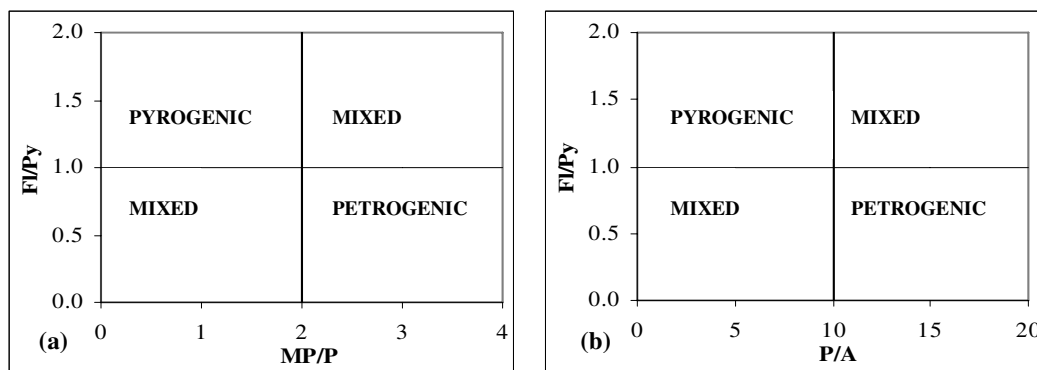 2.0
1.5
1.0
0.5
0.0
Fl/Py
PYROGENIC MIXED
MIXED PETROGENIC
0 1 2 3 4
(a) MP/P
2.0
1.5
1.0
0.5
0.0
Fl/Py
PYROGENIC MIXED
MIXED PETROGENIC
0 5 10 15 20
(b) P/A